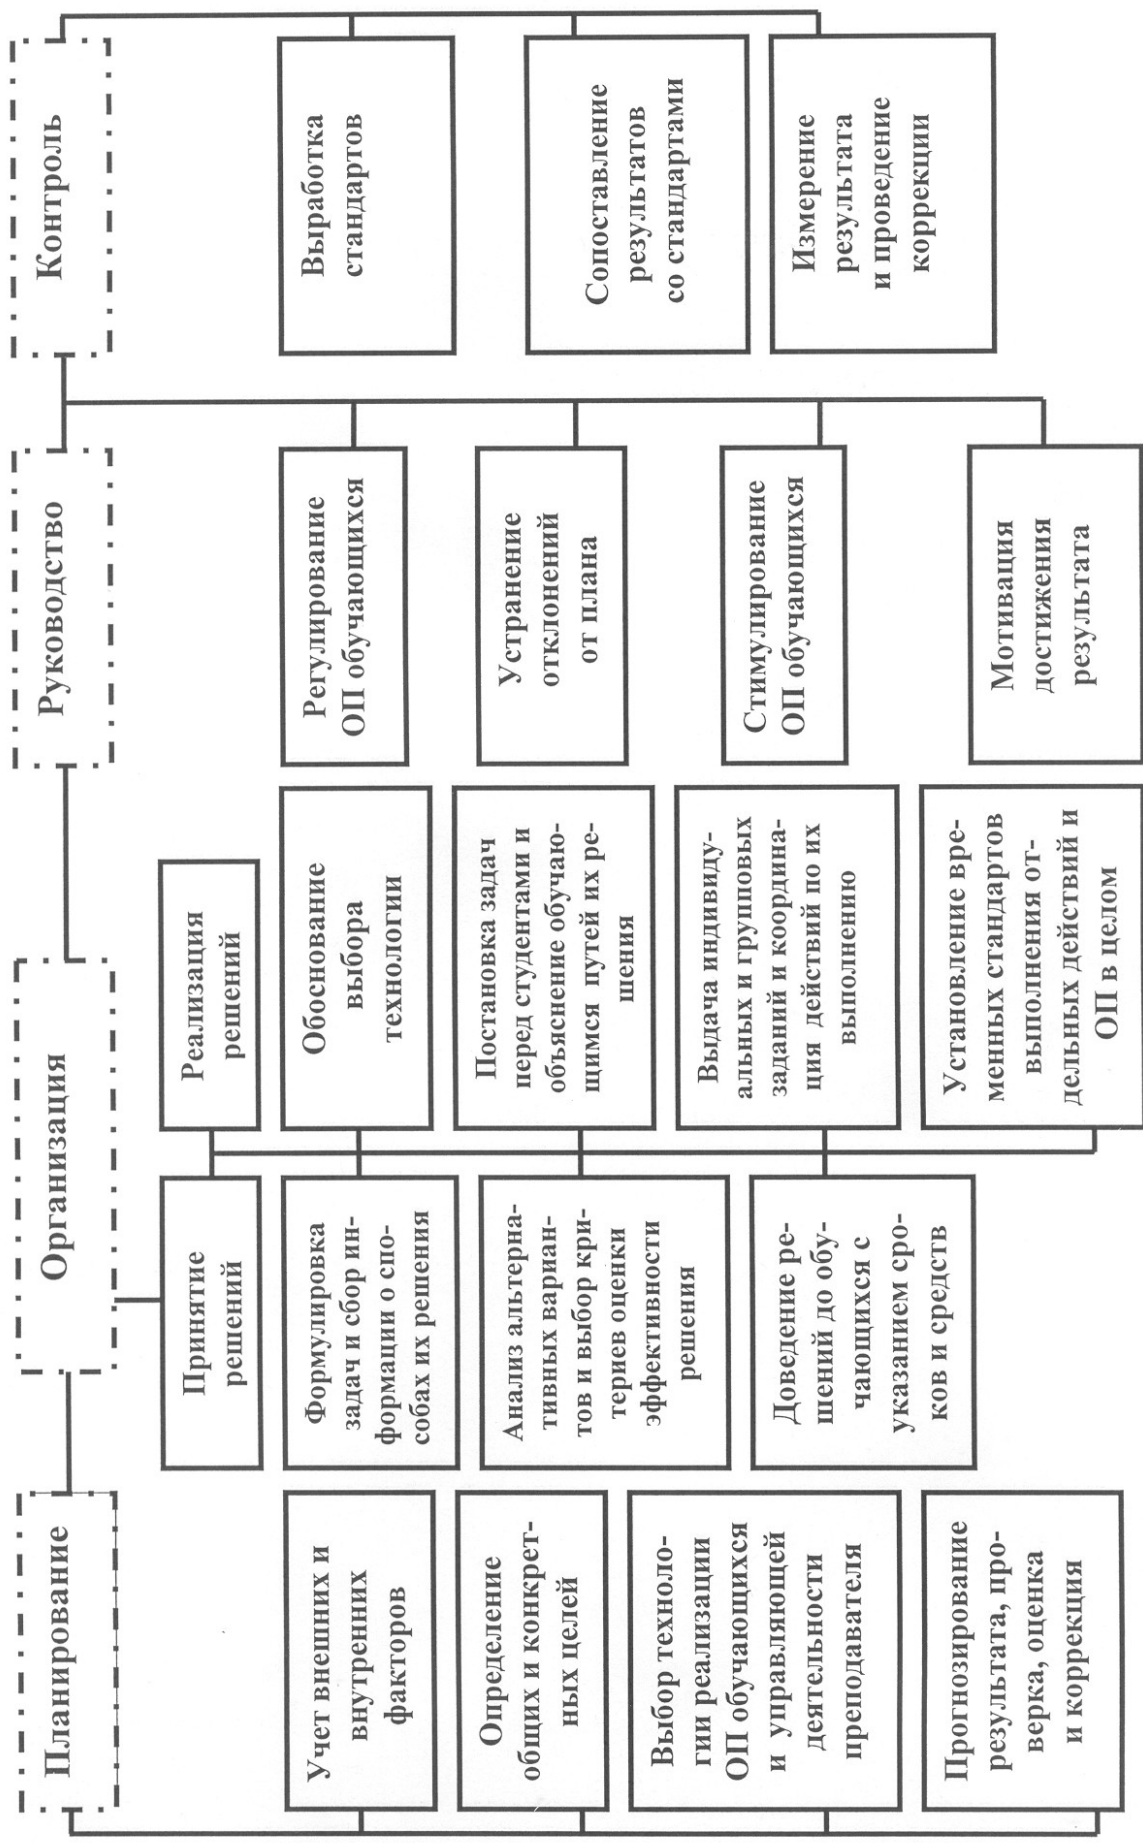 Планирование
Учет внешних и
внутренних
факторов
Определение
общих и конкрет-
ных целей
Выбор техноло-
гии реализации
ОП обучающихся
и управляющей
деятельности
преподавателя
Прогнозирование
результата, про-
верка, оценка
и коррекция
Организация
Принятие
решений
Формулировка
задач и сбор ин-
формации о спо-
собах их решения
Анализ альтерна-
тивных вариан-
тов и выбор кри-
териев оценки
эффективности
решения
Доведение ре-
шений до обу-
чающихся с
указанием сро-
ков и средств
Реализация
решений
Обоснование
выбора
технологии
Постановка задач
перед студентами и
объяснение обучаю-
щимся путей их ре-
шения
Выдача индивиду-
альных и групповых
заданий и координа-
ция действий по их
выполнению
Установление вре-
менных стандартов
выполнения от-
дельных действий и
ОП в целом
Руководство
Регулирование
ОП обучающихся
Устранение
отклонений
от плана
Стимулирование
ОП обучающихся
Мотивация
достижения
результата
Контроль
Выработка
стандартов
Сопоставление
результатов
со стандартами
Измерение
результата
и проведение
коррекции